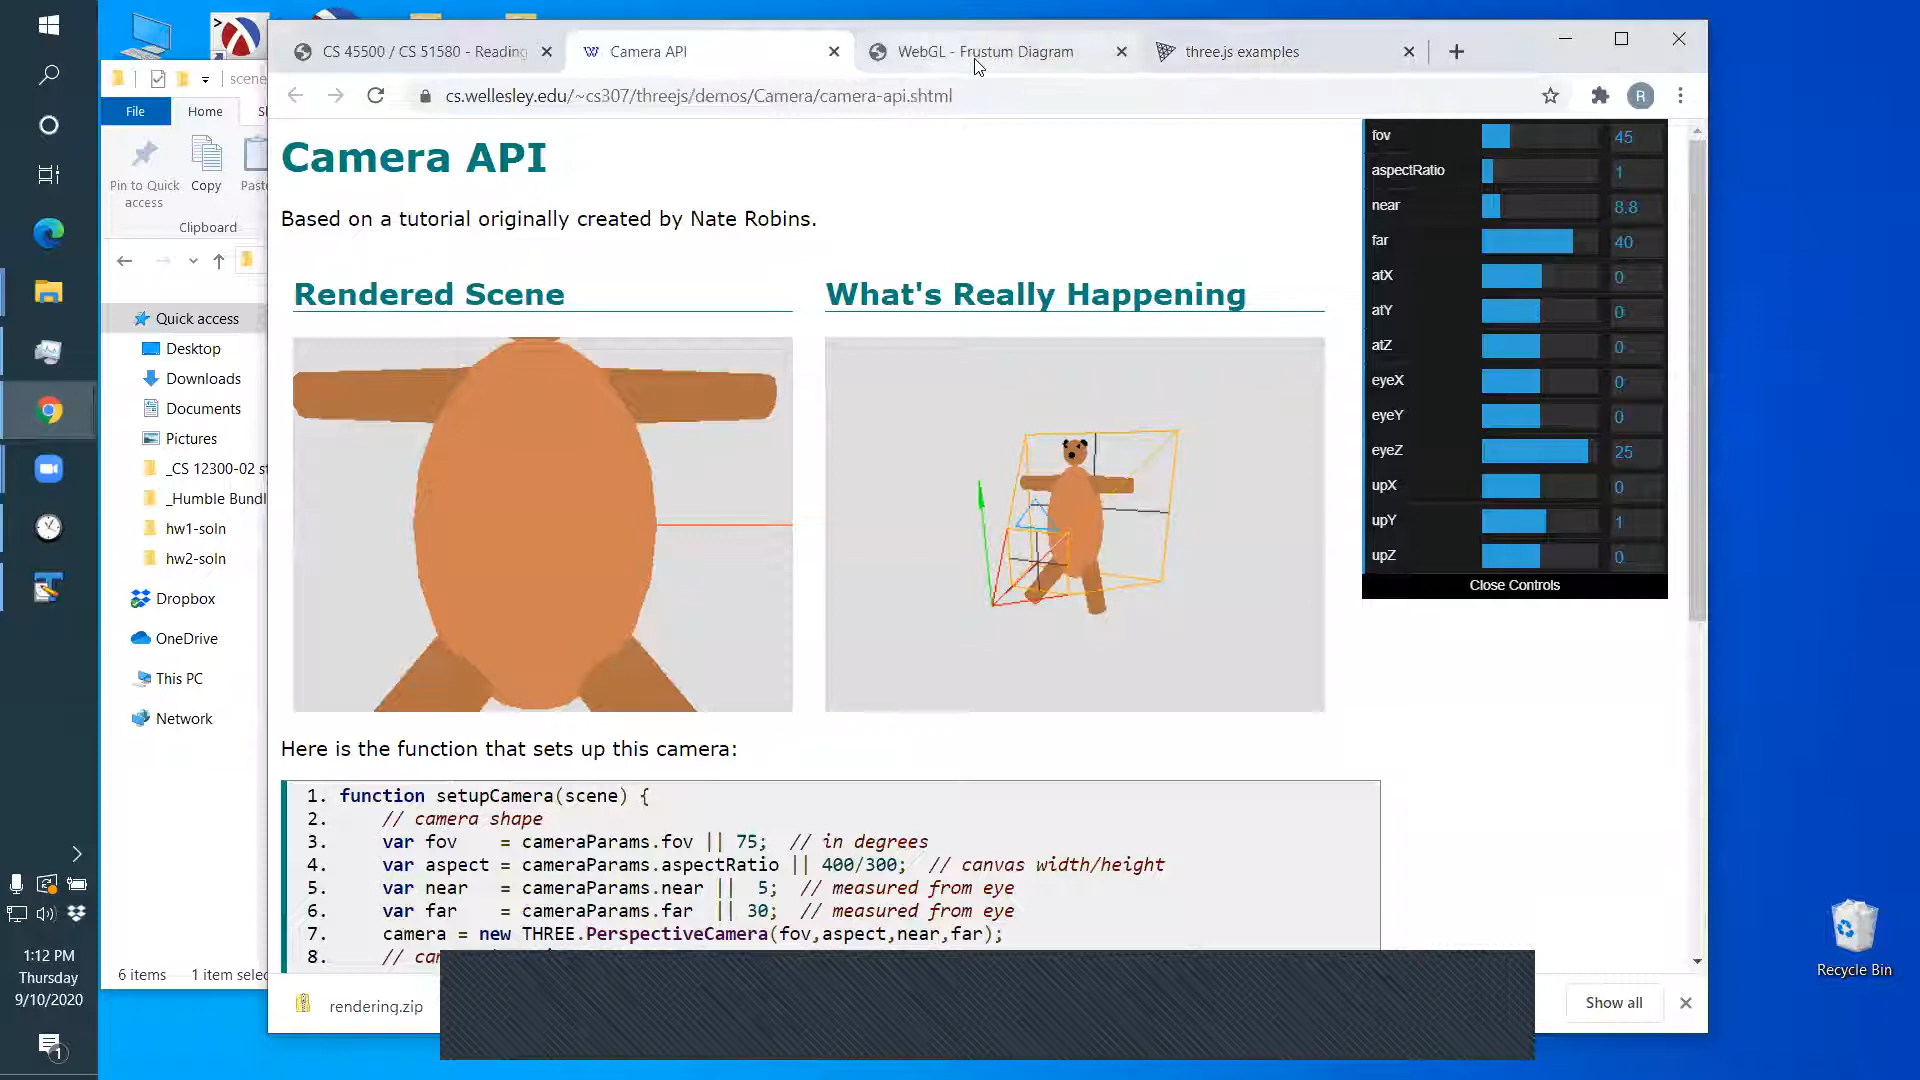 CS 45500 / CS 51580 - Reading
Camera API
WebGL - Frustum Diagram
three.js examples
cs.wellesley.edu/~cs307/threejs/demos/Camera/camera-api.shtml
R
scene
File
Home
Pin to Quick access
Copy
Paste
Clipboard
Quick access
Desktop
Downloads
Documents
Pictures
_CS 12300-02
_Humble Bundl
hw1-soln
hw2-soln
Dropbox
OneDrive
This PC
Network
6 items
1 item selec
Camera API
Based on a tutorial originally created by Nate Robins.
Rendered Scene
What's Really Happening
fov 45
aspectRatio 1
near 8.8
far 40
atX 0
atY 0
atZ 0
eyeX 0
eyeY 0
eyeZ 25
upX 0
upY 1
upZ 0
Close Controls
Here is the function that sets up this camera:
1. function setupCamera(scene) {
2. // camera shape
3. var fov = cameraParams.fov || 75; // in degrees
4. var aspect = cameraParams.aspectRatio || 400/300; // canvas width/height
5. var near = cameraParams.near || 5; // measured from eye
6. var far = cameraParams.far || 30; // measured from eye
7. camera = new THREE.PerspectiveCamera(fov,aspect,near,far);
8. //
rendering.zip
Show all
1:12 PM
Thursday
9/10/2020
1
Recycle Bin